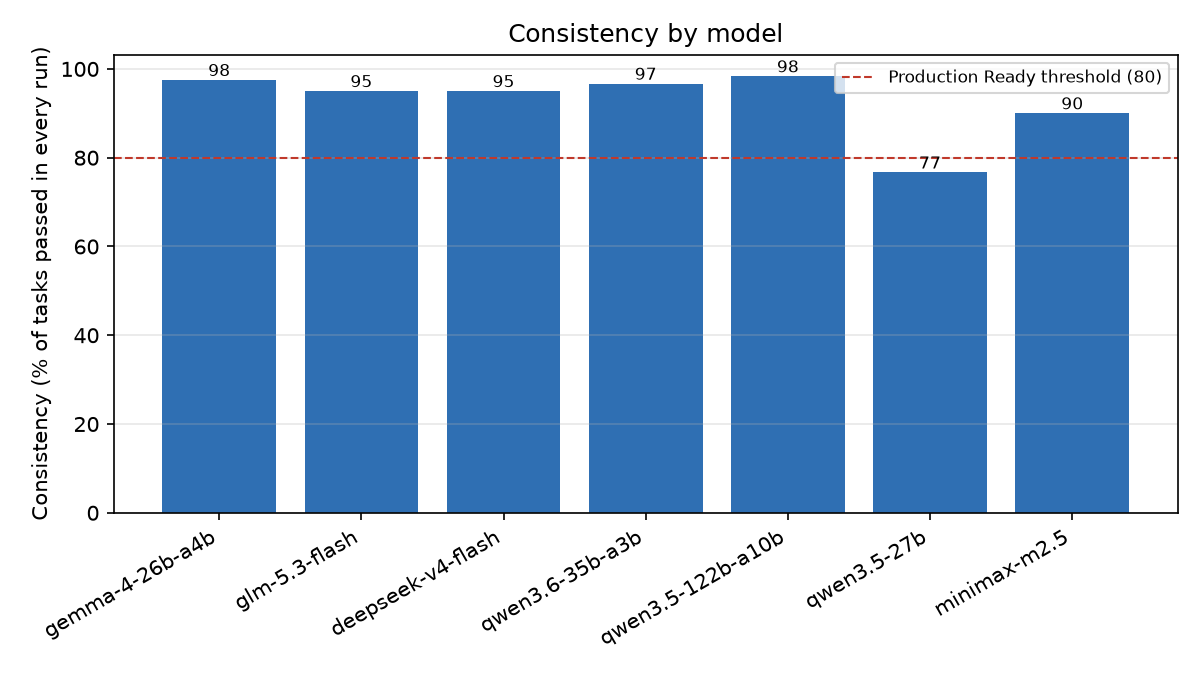 Consistency by model
Production Ready threshold (80)
Consistency (% of tasks passed in every run)
100
80
60
40
20
0
98
95
95
97
98
77
90
gemma-4-26b-a4b
glm-5.3-flash
deepseek-v4-flash
qwen3.6-35b-a3b
qwen3.5-122b-a10b
qwen3.5-27b
minimax-m2.5